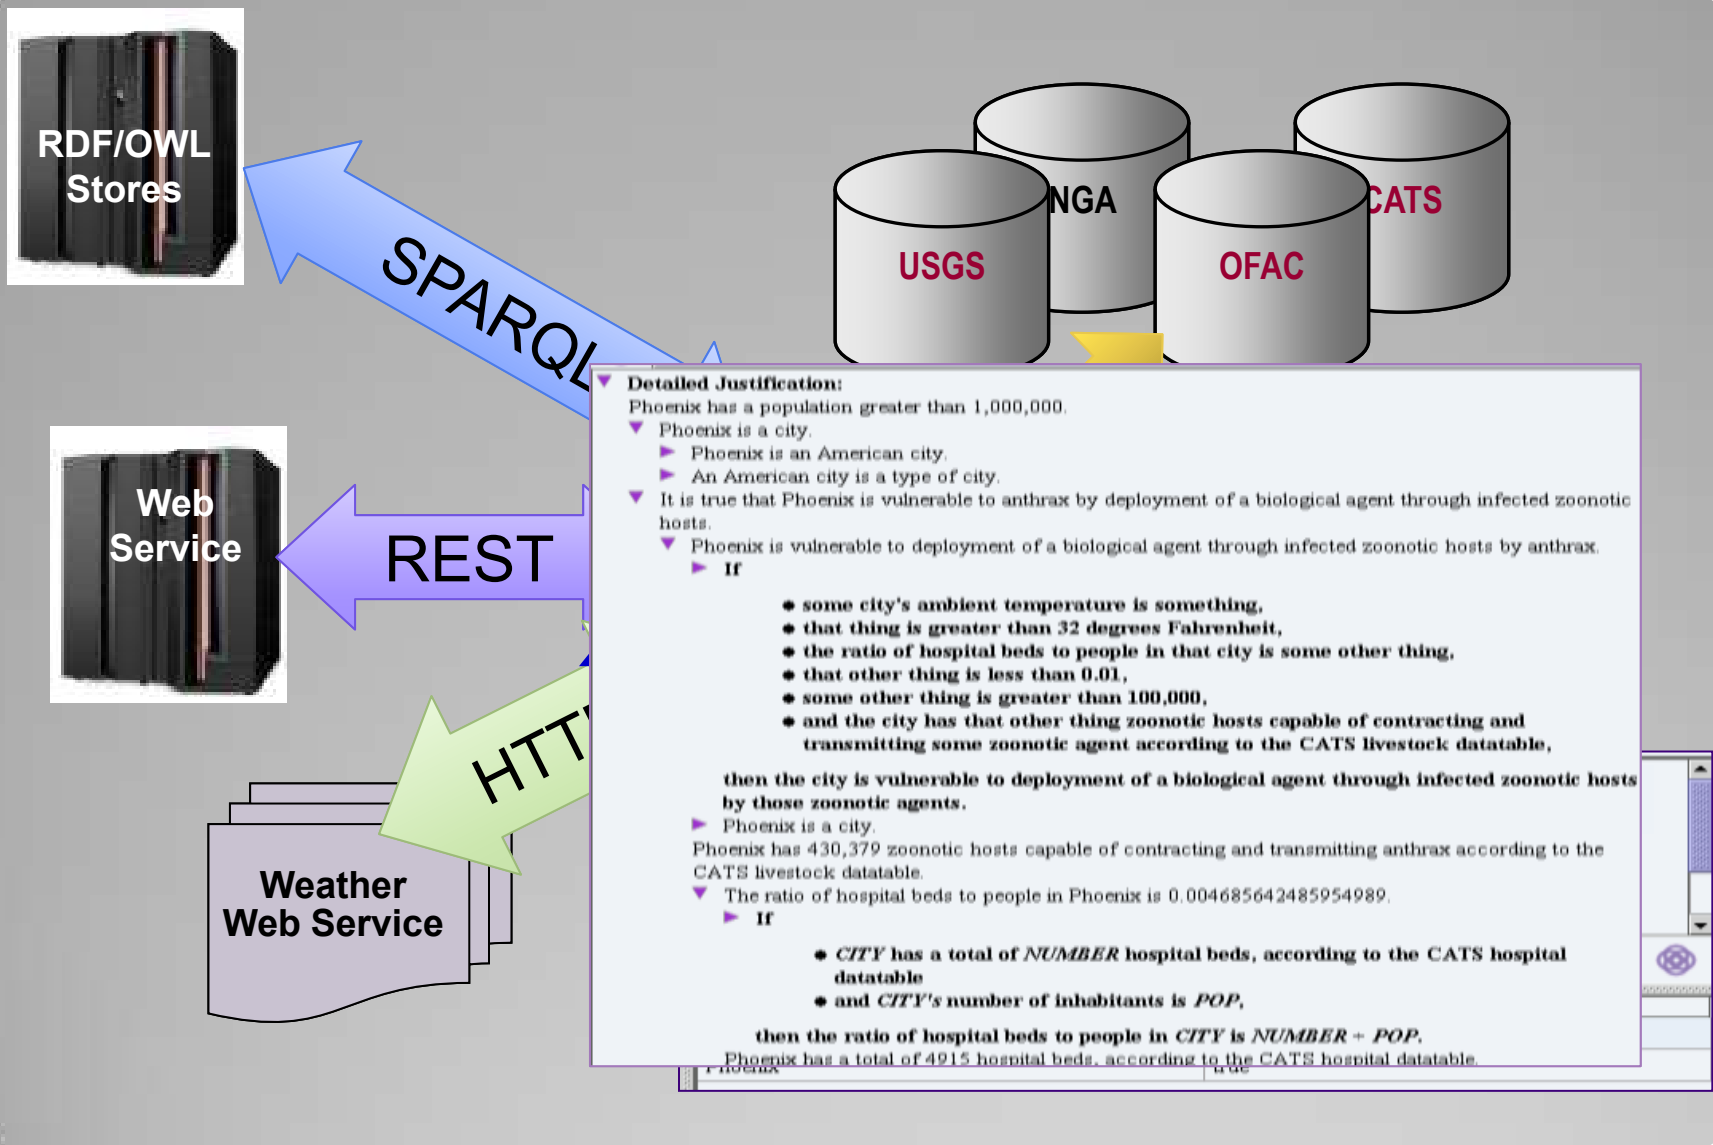 RDF/OWL
Stores
SPARQL
NGA
CATS
USGS
OFAC
Web
Service
REST
Weather
Web Service
Detailed Justification:
Phoenix has a population greater than 1,000,000.
Phoenix is a city.
Phoenix is an American city.
An American city is a type of city.
It is true that Phoenix is vulnerable to anthrax by deployment of a biological agent through infected zoonotic
hosts.
Phoenix is vulnerable to deployment of a biological agent through infected zoonotic hosts by anthrax.
If
some city's ambient temperature is something,
that thing is greater than 32 degrees Fahrenheit,
the ratio of hospital beds to people in that city is some other thing,
that other thing is less than 0.01,
some other thing is greater than 100,000,
and the city has that other thing zoonotic hosts capable of contracting and
transmitting some zoonotic agent according to the CATS livestock datatable,
then the city is vulnerable to deployment of a biological agent through infected zoonotic hosts
by those zoonotic agents.
Phoenix is a city.
Phoenix has 430,379 zoonotic hosts capable of contracting and transmitting anthrax according to the
CATS livestock datatable.
The ratio of hospital beds to people in Phoenix is 0.004685642485954989.
If
CITY has a total of NUMBER hospital beds, according to the CATS hospital
datatable
and CITY's number of inhabitants is POP,
then the ratio of hospital beds to people in CITY is NUMBER ÷ POP.
Phoenix has a total of 4915 hospital beds, according to the CATS hospital datatable.
Phoenix true